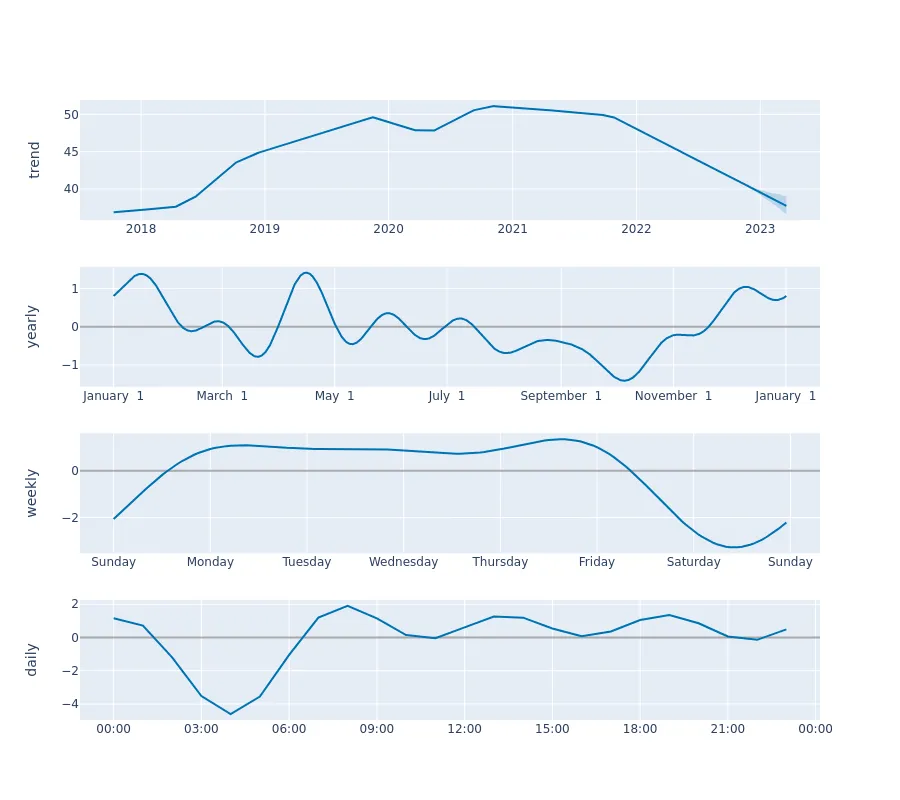 trend
50
45
40
2018 2019 2020 2021 2022 2023
yearly
1
0
−1
January 1 March 1 May 1 July 1 September 1 November 1 January 1
weekly
0
−2
Sunday Monday Tuesday Wednesday Thursday Friday Saturday Sunday
daily
2
0
−2
−4
00:00 03:00 06:00 09:00 12:00 15:00 18:00 21:00 00:00